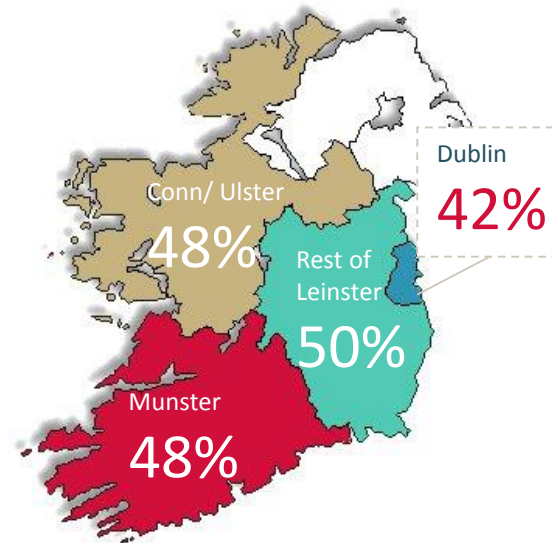 Conn/ Ulster
48%
Dublin
42%
Rest of
Leinster
50%
Munster
48%